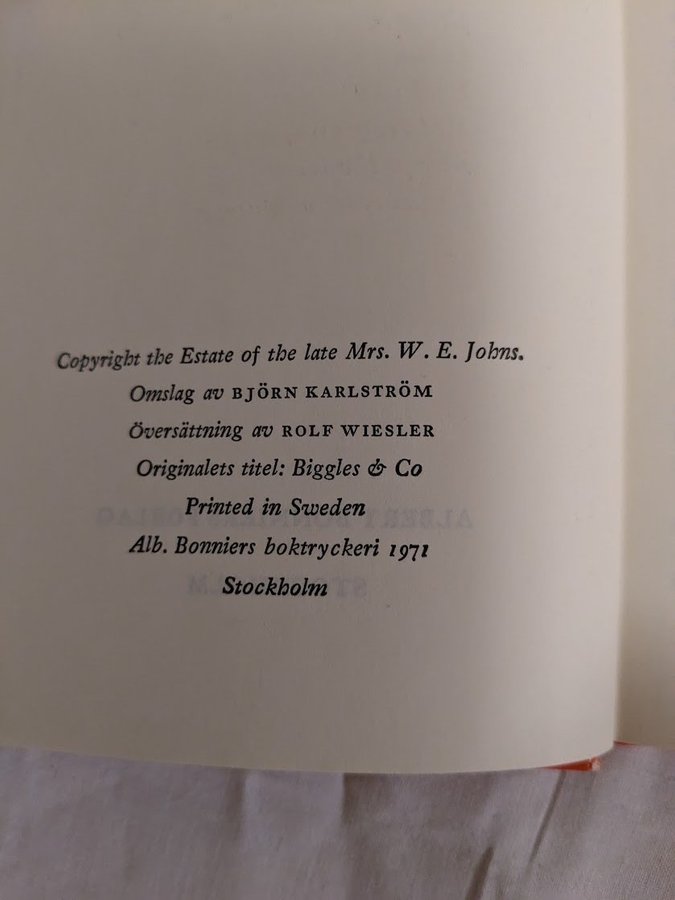 Copyright the Estate of the late Mrs. W. E. Johns.
Omslag av BJÖRN KARLSTRÖM
Översättning av ROLF WIESLER
Originalets titel: Biggles & Co
Printed in Sweden
Alb. Bonniers boktryckeri 1971
Stockholm